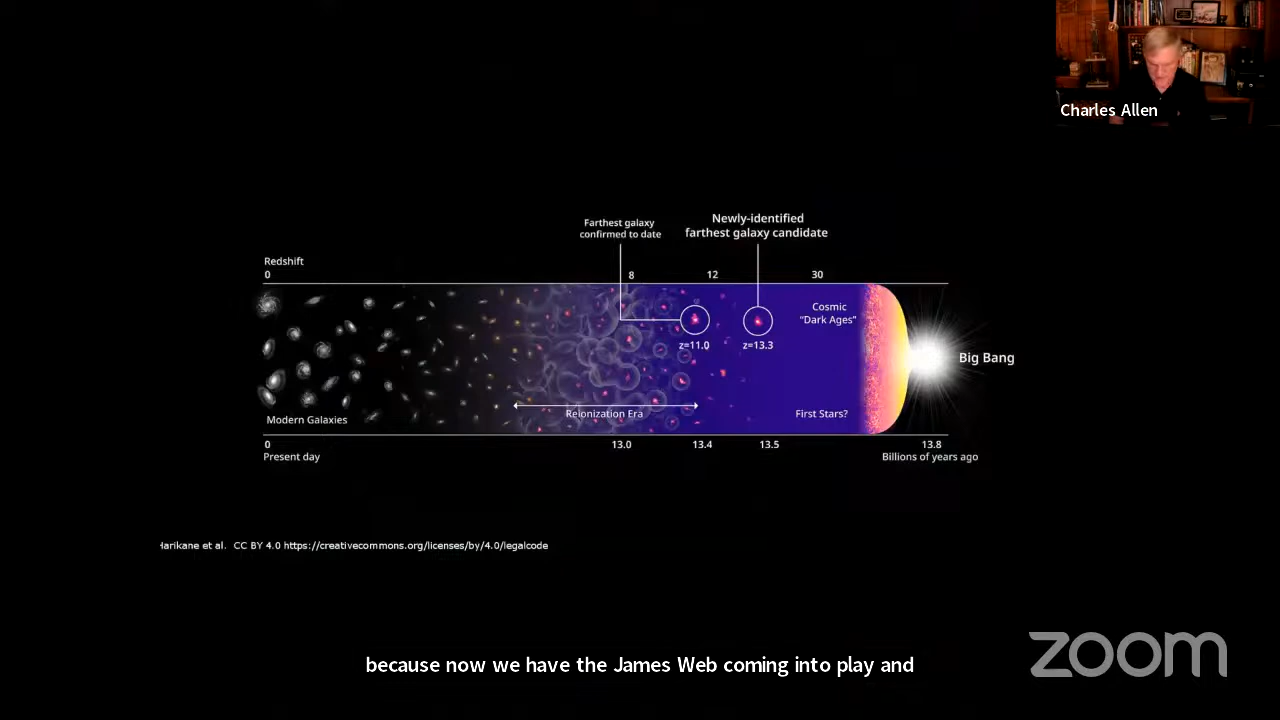 Charles Allen
Farthest galaxy
confirmed to date
Newly-identified
farthest galaxy candidate
Redshift
0
8
12
30
Cosmic
"Dark Ages"
z=11.0
z=13.3
Big Bang
Modern Galaxies
Reionization Era
First Stars?
0
13.0
13.4
13.5
13.8
Present day
Billions of years ago
Harikane et al. CC BY 4.0 https://creativecommons.org/licenses/by/4.0/legalcode
because now we have the James Web coming into play and
zoom